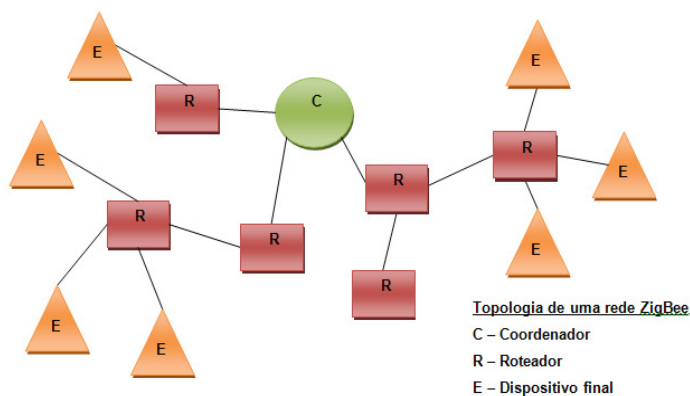 E
E
C
R
E
R
E
E
R
R
R
E
R
E
E
Topologia de uma rede ZigBee
C – Coordenador
R – Roteador
E – Dispositivo final